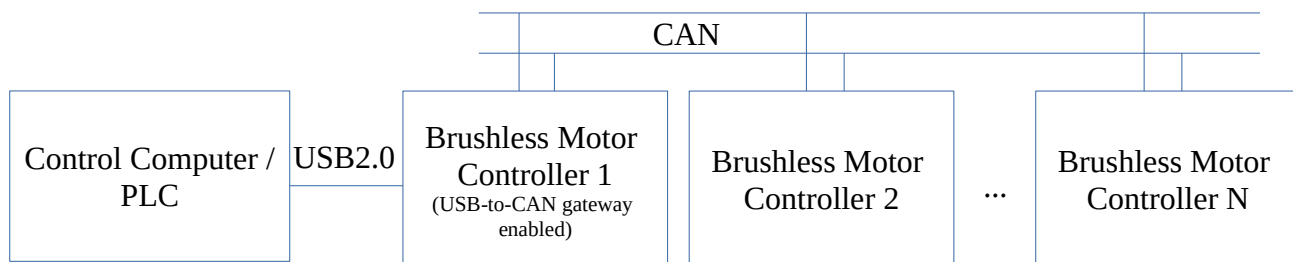 CAN
Control Computer /
PLC
USB2.0
Brushless Motor
Controller 1
(USB-to-CAN gateway
enabled)
Brushless Motor
Controller 2
...
Brushless Motor
Controller N